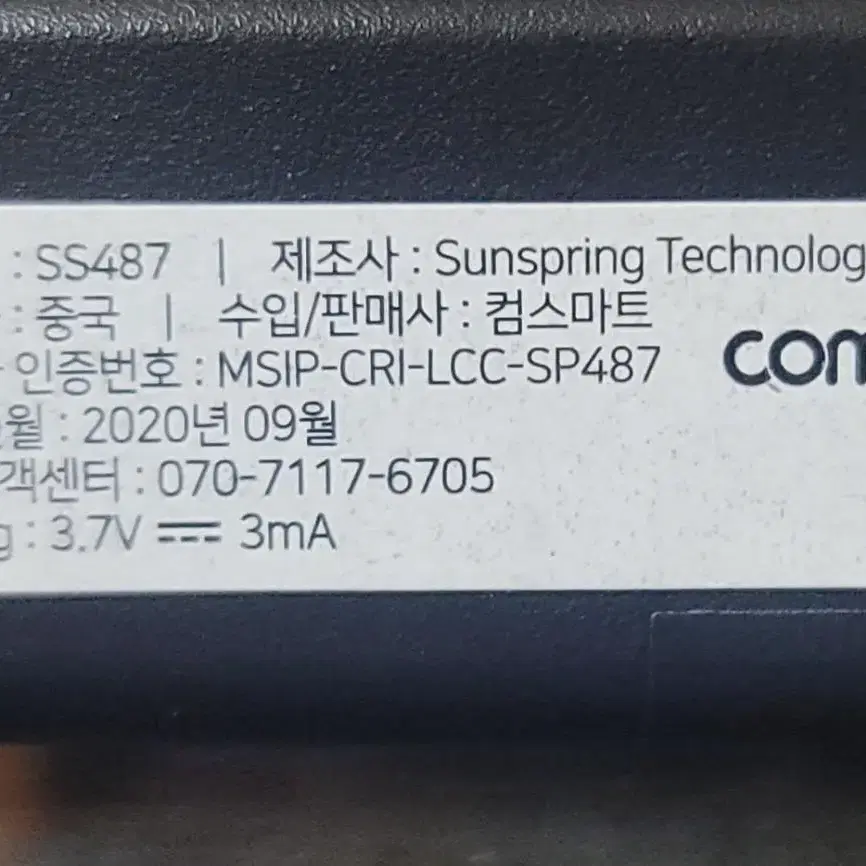 : SS487 | 제조사 : Sunspring Technolog
: 중국 | 수입/판매사 : 컴스마트
인증번호 : MSIP-CRI-LCC-SP487
com
월 : 2020년 09월
객센터 : 070-7117-6705
g : 3.7V ⎓ 3mA